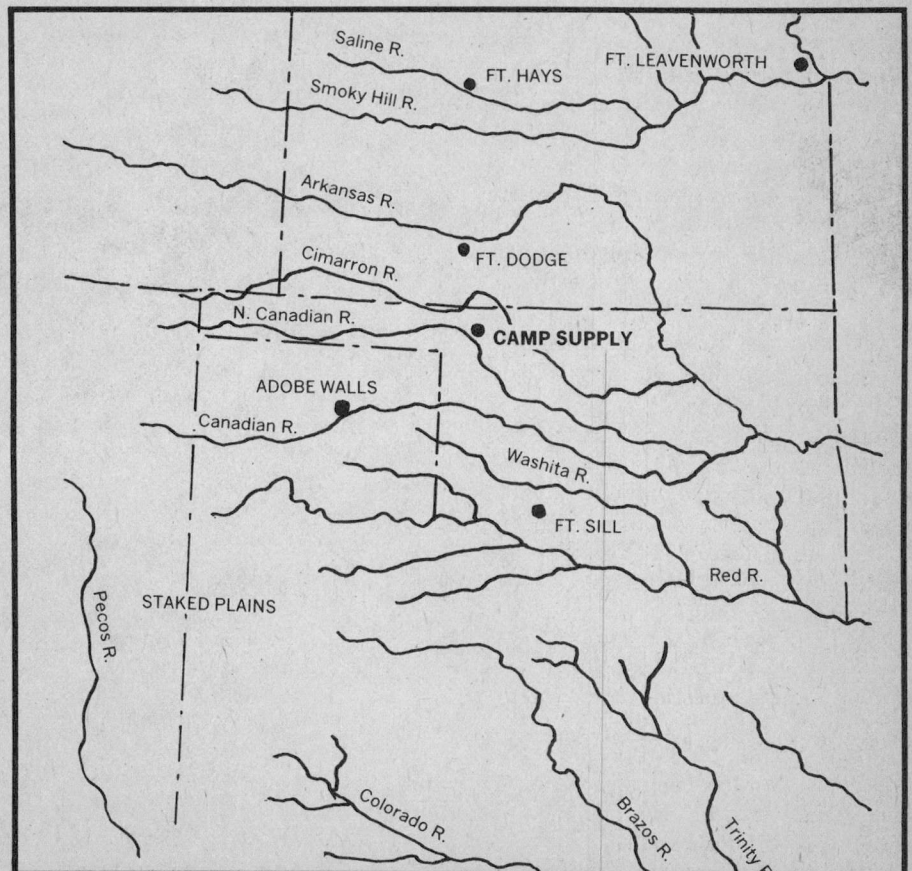 Saline R.
FT. HAYS
FT. LEAVENWORTH
Smoky Hill R.
Arkansas R.
FT. DODGE
Cimarron R.
N. Canadian R.
CAMP SUPPLY
ADOBE WALLS
Canadian R.
Washita R.
FT. SILL
Red R.
STAKED PLAINS
Pecos R.
Colorado R.
Brazos R.
Trinity R